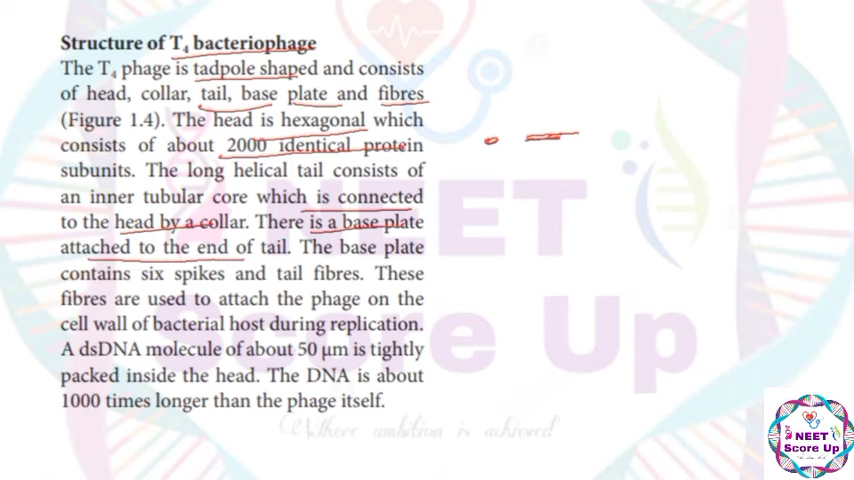 Structure of T₄ bacteriophage
The T₄ phage is tadpole shaped and consists
of head, collar, tail, base plate and fibres
(Figure 1.4). The head is hexagonal which
consists of about 2000 identical protein
subunits. The long helical tail consists of
an inner tubular core which is connected
to the head by a collar. There is a base plate
attached to the end of tail. The base plate
contains six spikes and tail fibres. These
fibres are used to attach the phage on the
cell wall of bacterial host during replication.
A dsDNA molecule of about 50 µm is tightly
packed inside the head. The DNA is about
1000 times longer than the phage itself.
NEET
Score Up
Where ambition is achieved
NEET
Score Up